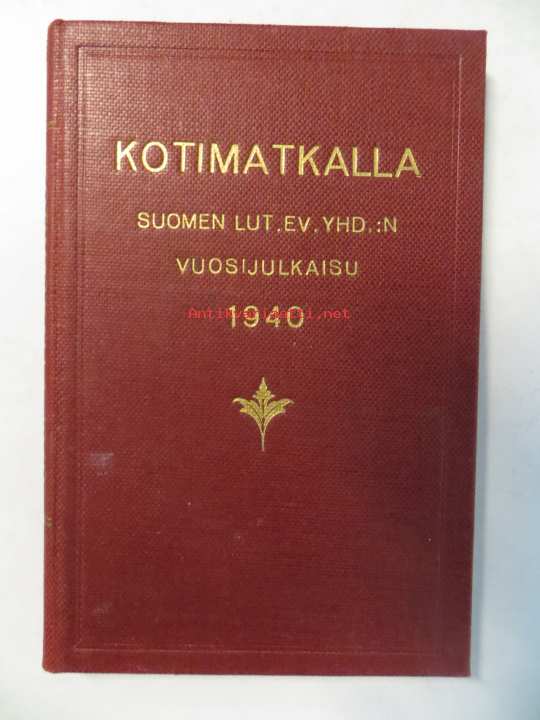 KOTIMATKALLA
SUOMEN LUT.EV.YHD.:N
VUOSIJULKAISU
1940
Antikvariaatti.net